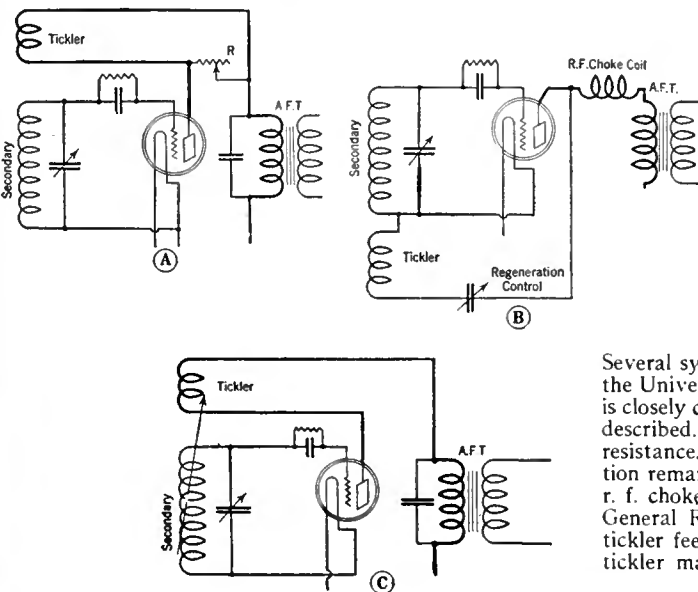 Tickler
R
A.F.T
Secondary
A
R.F. Choke Coil
A.F.T.
Secondary
Tickler
Regeneration
Control
B
Tickler
A.F.T
Secondary
C
Several sy
the Unive
is closely c
described.
resistance.
tion rema
r. f. choke
General F
tickler fee
tickler ma